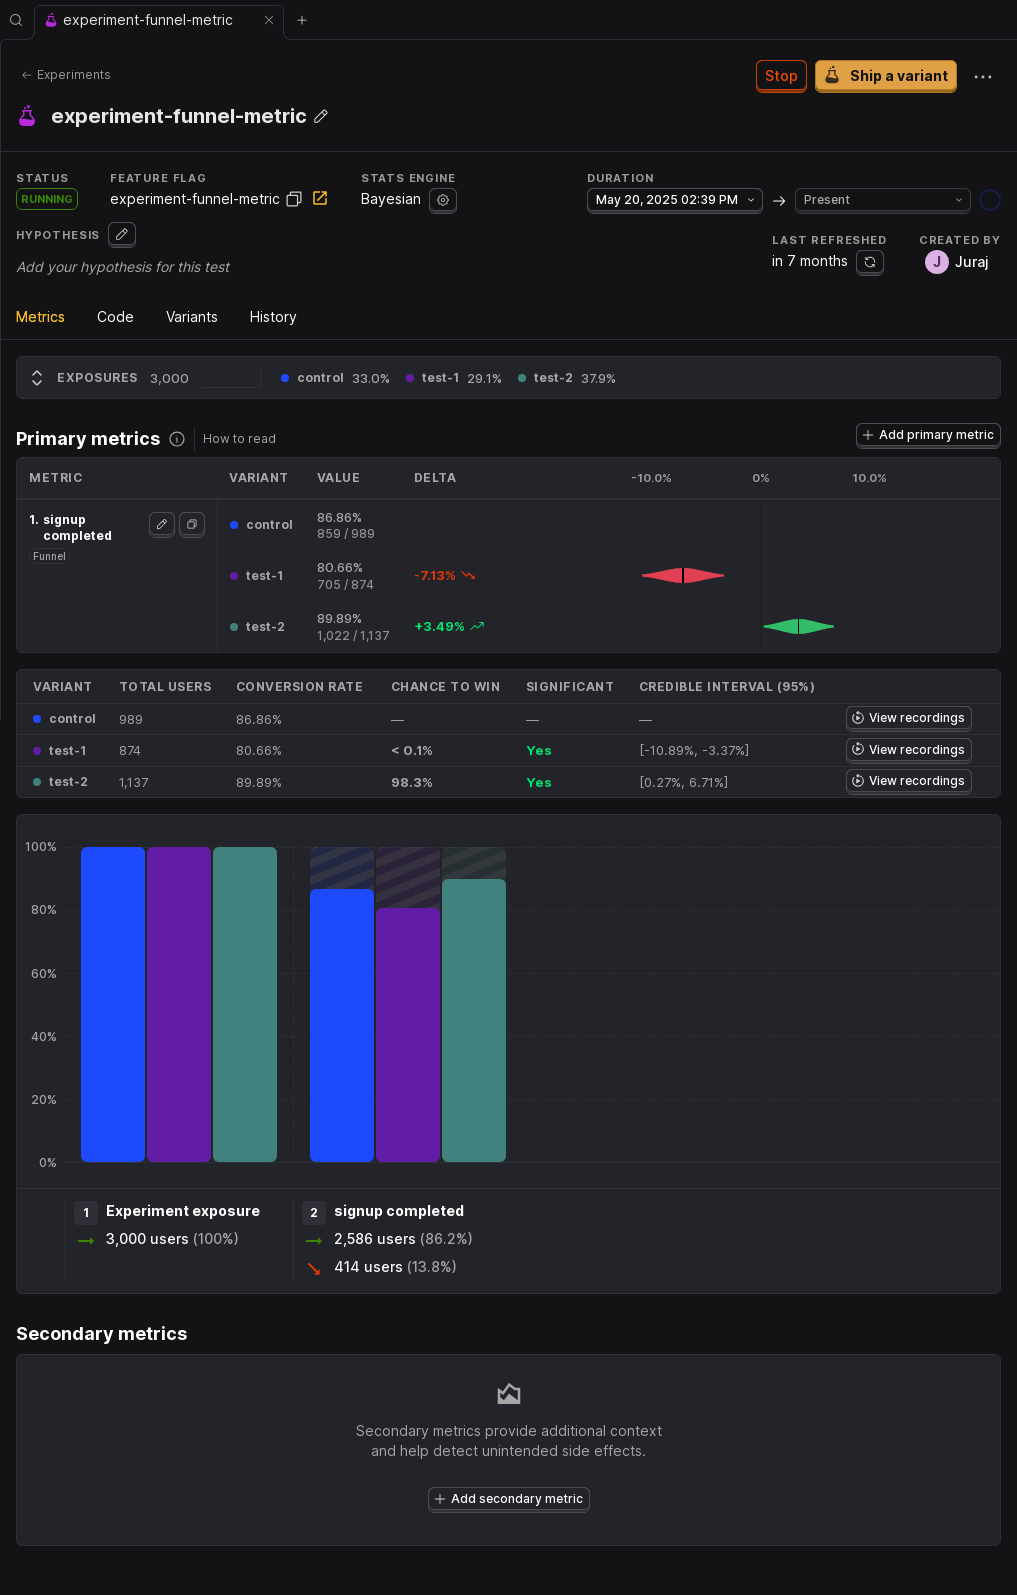 experiment-funnel-metric
Experiments
Stop
Ship a variant
experiment-funnel-metric
STATUS
FEATURE FLAG
STATS ENGINE
DURATION
RUNNING
experiment-funnel-metric
Bayesian
May 20, 2025 02:39 PM
Present
HYPOTHESIS
LAST REFRESHED
CREATED BY
Add your hypothesis for this test
in 7 months
J
Juraj
Metrics
Code
Variants
History
EXPOSURES
3,000
control 33.0%
test-1 29.1%
test-2 37.9%
Primary metrics
How to read
Add primary metric
METRIC
VARIANT
VALUE
DELTA
-10.0%
0%
10.0%
1. signup
completed
Funnel
control
86.86%
859 / 989
test-1
80.66%
705 / 874
-7.13%
test-2
89.89%
1,022 / 1,137
+3.49%
VARIANT
TOTAL USERS
CONVERSION RATE
CHANCE TO WIN
SIGNIFICANT
CREDIBLE INTERVAL (95%)
control
989
86.86%
—
—
—
View recordings
test-1
874
80.66%
< 0.1%
Yes
[-10.89%, -3.37%]
View recordings
test-2
1,137
89.89%
98.3%
Yes
[0.27%, 6.71%]
View recordings
100%
80%
60%
40%
20%
0%
1
Experiment exposure
3,000 users (100%)
2
signup completed
2,586 users (86.2%)
414 users (13.8%)
Secondary metrics
Secondary metrics provide additional context
and help detect unintended side effects.
Add secondary metric